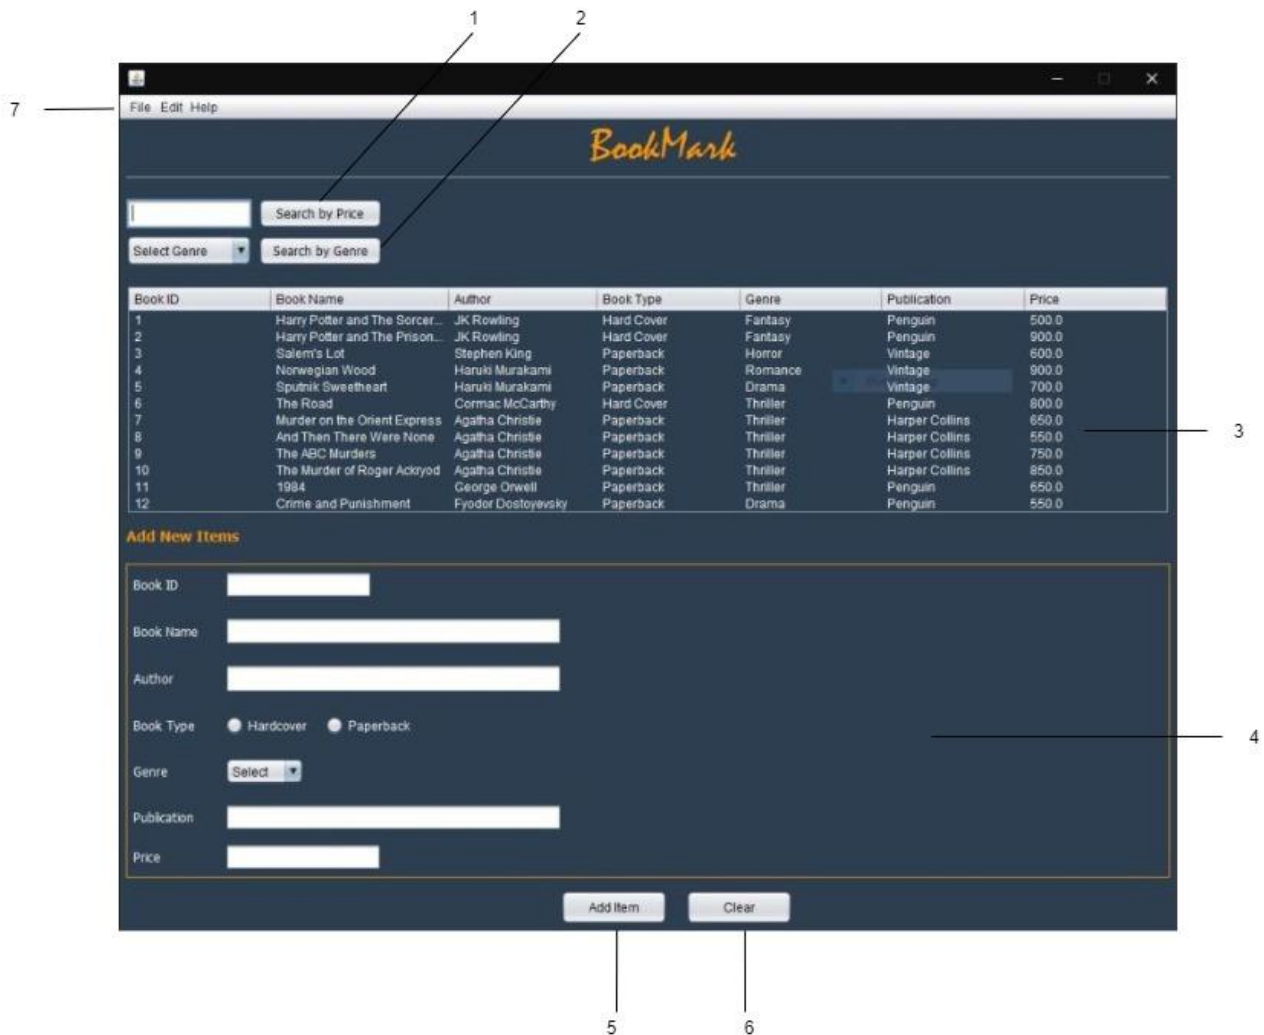 1 2
7 File Edit Help
BookMark
Search by Price
Select Genre Search by Genre
Book ID Book Name Author Book Type Genre Publication Price
1 Harry Potter and The Sorcer... JK Rowling Hard Cover Fantasy Penguin 500.0
2 Harry Potter and The Prison... JK Rowling Hard Cover Fantasy Penguin 900.0
3 Salem's Lot Stephen King Paperback Horror Vintage 600.0
4 Norwegian Wood Haruki Murakami Paperback Romance Vintage 900.0
5 Sputnik Sweetheart Haruki Murakami Paperback Drama Vintage 700.0
6 The Road Cormac McCarthy Hard Cover Thriller Penguin 800.0
7 Murder on the Orient Express Agatha Christie Paperback Thriller Harper Collins 650.0
8 And Then There Were None Agatha Christie Paperback Thriller Harper Collins 550.0
9 The ABC Murders Agatha Christie Paperback Thriller Harper Collins 750.0
10 The Murder of Roger Ackryod Agatha Christie Paperback Thriller Harper Collins 850.0
11 1984 George Orwell Paperback Thriller Penguin 650.0
12 Crime and Punishment Fyodor Dostoyevsky Paperback Drama Penguin 550.0
3
Add New Items
Book ID
Book Name
Author
Book Type Hardcover Paperback
4
Genre Select
Publication
Price
Add Item Clear
5 6